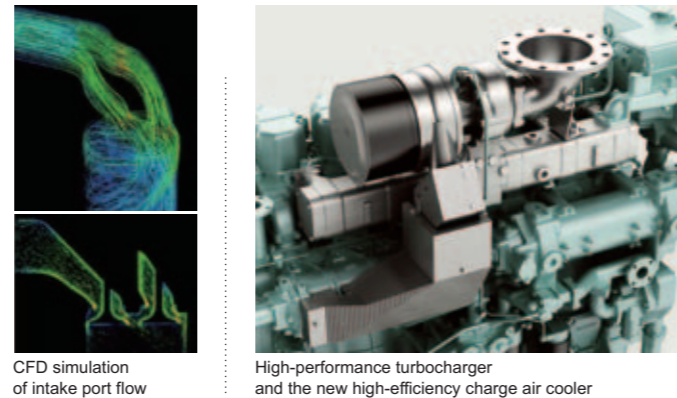 CFD simulation
of intake port flow
High-performance turbocharger
and the new high-efficiency charge air cooler